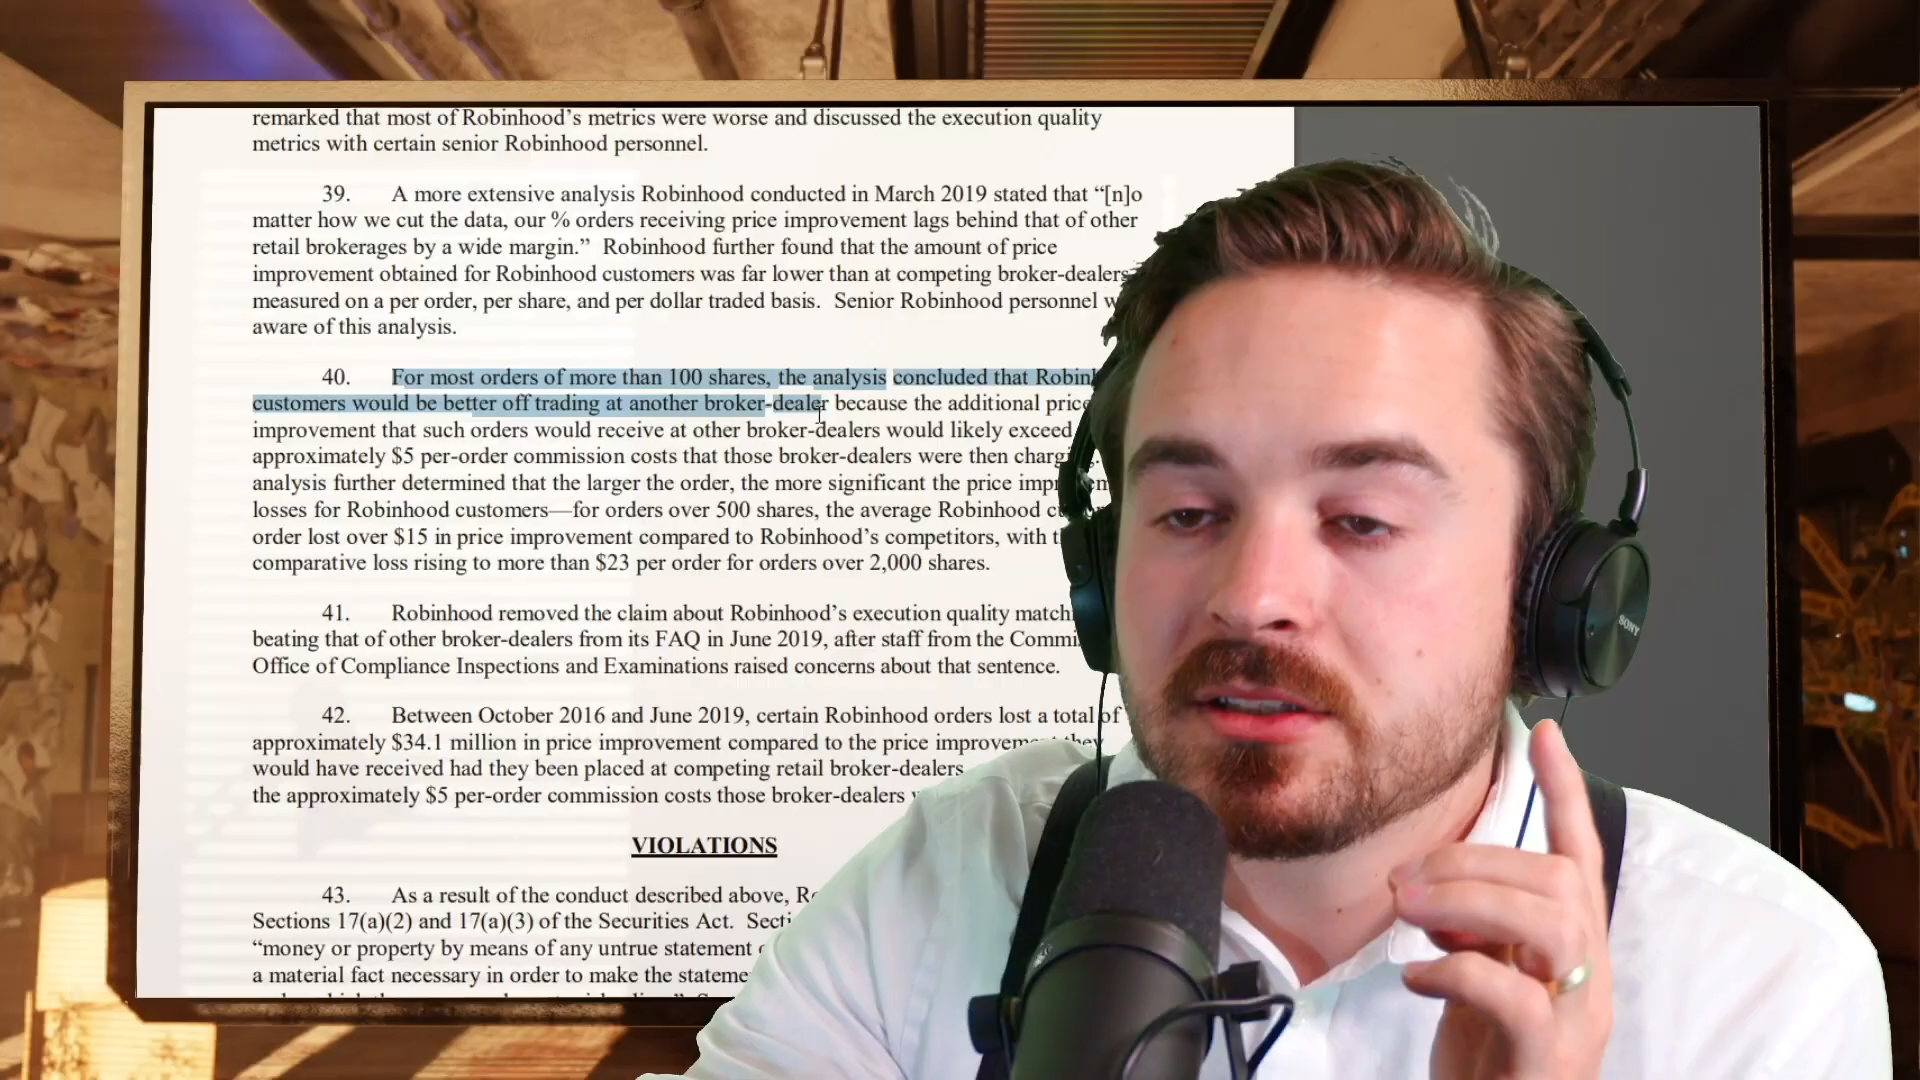 remarked that most of Robinhood’s metrics were worse and discussed the execution quality
metrics with certain senior Robinhood personnel.
39. A more extensive analysis Robinhood conducted in March 2019 stated that “[n]o
matter how we cut the data, our % orders receiving price improvement lags behind that of other
retail brokerages by a wide margin.” Robinhood further found that the amount of price
improvement obtained for Robinhood customers was far lower than at competing broker-dealers
measured on a per order, per share, and per dollar traded basis. Senior Robinhood personnel w
aware of this analysis.
40. For most orders of more than 100 shares, the analysis concluded that Robin
customers would be better off trading at another broker-dealer because the additional price
improvement that such orders would receive at other broker-dealers would likely exceed
approximately $5 per-order commission costs that those broker-dealers were then charg
analysis further determined that the larger the order, the more significant the price imp
losses for Robinhood customers—for orders over 500 shares, the average Robinhood
order lost over $15 in price improvement compared to Robinhood’s competitors, with
comparative loss rising to more than $23 per order for orders over 2,000 shares.
41. Robinhood removed the claim about Robinhood’s execution quality match
beating that of other broker-dealers from its FAQ in June 2019, after staff from the Commi
Office of Compliance Inspections and Examinations raised concerns about that sentence.
42. Between October 2016 and June 2019, certain Robinhood orders lost a total of
approximately $34.1 million in price improvement compared to the price improvement they
would have received had they been placed at competing retail broker-dealers
the approximately $5 per-order commission costs those broker-dealers
VIOLATIONS
43. As a result of the conduct described above, Ro
Sections 17(a)(2) and 17(a)(3) of the Securities Act. Secti
“money or property by means of any untrue statement
a material fact necessary in order to make the stateme
SONY